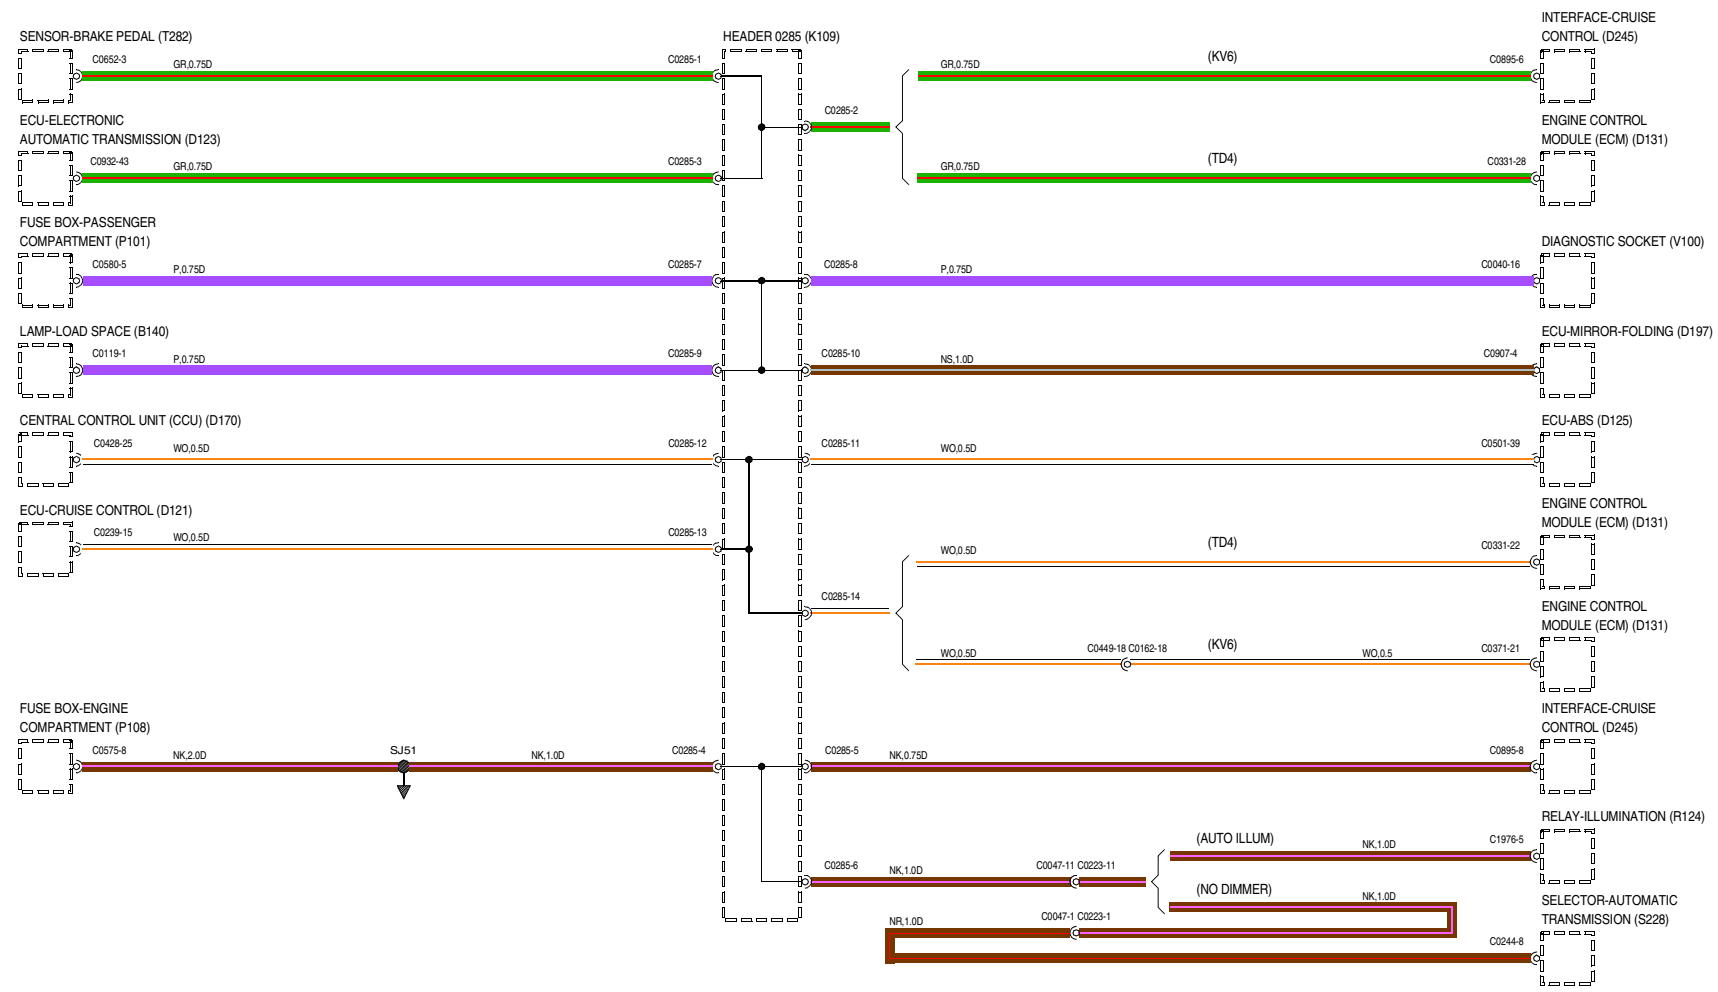 SENSOR-BRAKE PEDAL (T282)
C0652-3
GR,0.75D
C0285-1
HEADER 0285 (K109)
C0285-2
GR,0.75D
(KV6)
C0895-6
INTERFACE-CRUISE
CONTROL (D245)
ECU-ELECTRONIC
AUTOMATIC TRANSMISSION (D123)
C0932-43
GR,0.75D
C0285-3
GR,0.75D
(TD4)
C0331-28
ENGINE CONTROL
MODULE (ECM) (D131)
FUSE BOX-PASSENGER
COMPARTMENT (P101)
C0580-5
P,0.75D
C0285-7
C0285-8
P,0.75D
C0040-16
DIAGNOSTIC SOCKET (V100)
LAMP-LOAD SPACE (B140)
C0119-1
P,0.75D
C0285-9
C0285-10
NS,1.0D
C0907-4
ECU-MIRROR-FOLDING (D197)
CENTRAL CONTROL UNIT (CCU) (D170)
C0428-25
WO,0.5D
C0285-12
C0285-11
WO,0.5D
C0501-39
ECU-ABS (D125)
ECU-CRUISE CONTROL (D121)
C0239-15
WO,0.5D
C0285-13
C0285-14
WO,0.5D
(TD4)
C0331-22
ENGINE CONTROL
MODULE (ECM) (D131)
WO,0.5D
C0449-18 C0162-18
(KV6)
WO,0.5
C0371-21
ENGINE CONTROL
MODULE (ECM) (D131)
FUSE BOX-ENGINE
COMPARTMENT (P108)
C0575-8
NK,2.0D
SJ51
NK,1.0D
C0285-4
C0285-5
NK,0.75D
C0895-8
INTERFACE-CRUISE
CONTROL (D245)
C0285-6
NK,1.0D
C0047-11 C0223-11
(AUTO ILLUM)
NK,1.0D
C1976-5
RELAY-ILLUMINATION (R124)
(NO DIMMER)
NK,1.0D
NR,1.0D
C0047-1 C0223-1
C0244-8
SELECTOR-AUTOMATIC
TRANSMISSION (S228)